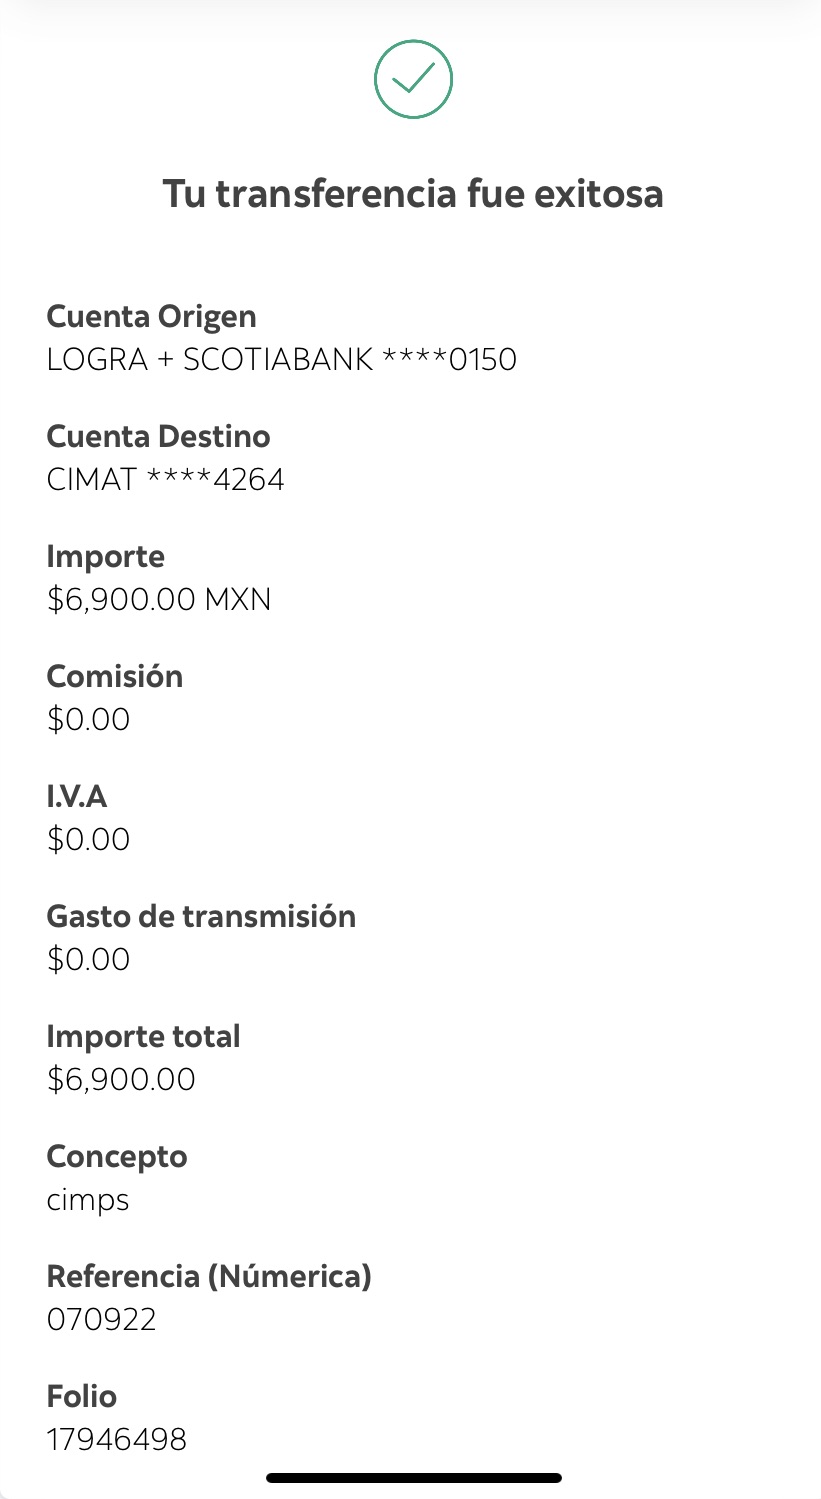 Tu transferencia fue exitosa
Cuenta Origen
LOGRA + SCOTIABANK ****0150
Cuenta Destino
CIMAT ****4264
Importe
$6,900.00 MXN
Comisión
$0.00
I.V.A
$0.00
Gasto de transmisión
$0.00
Importe total
$6,900.00
Concepto
cimps
Referencia (Númerica)
070922
Folio
17946498